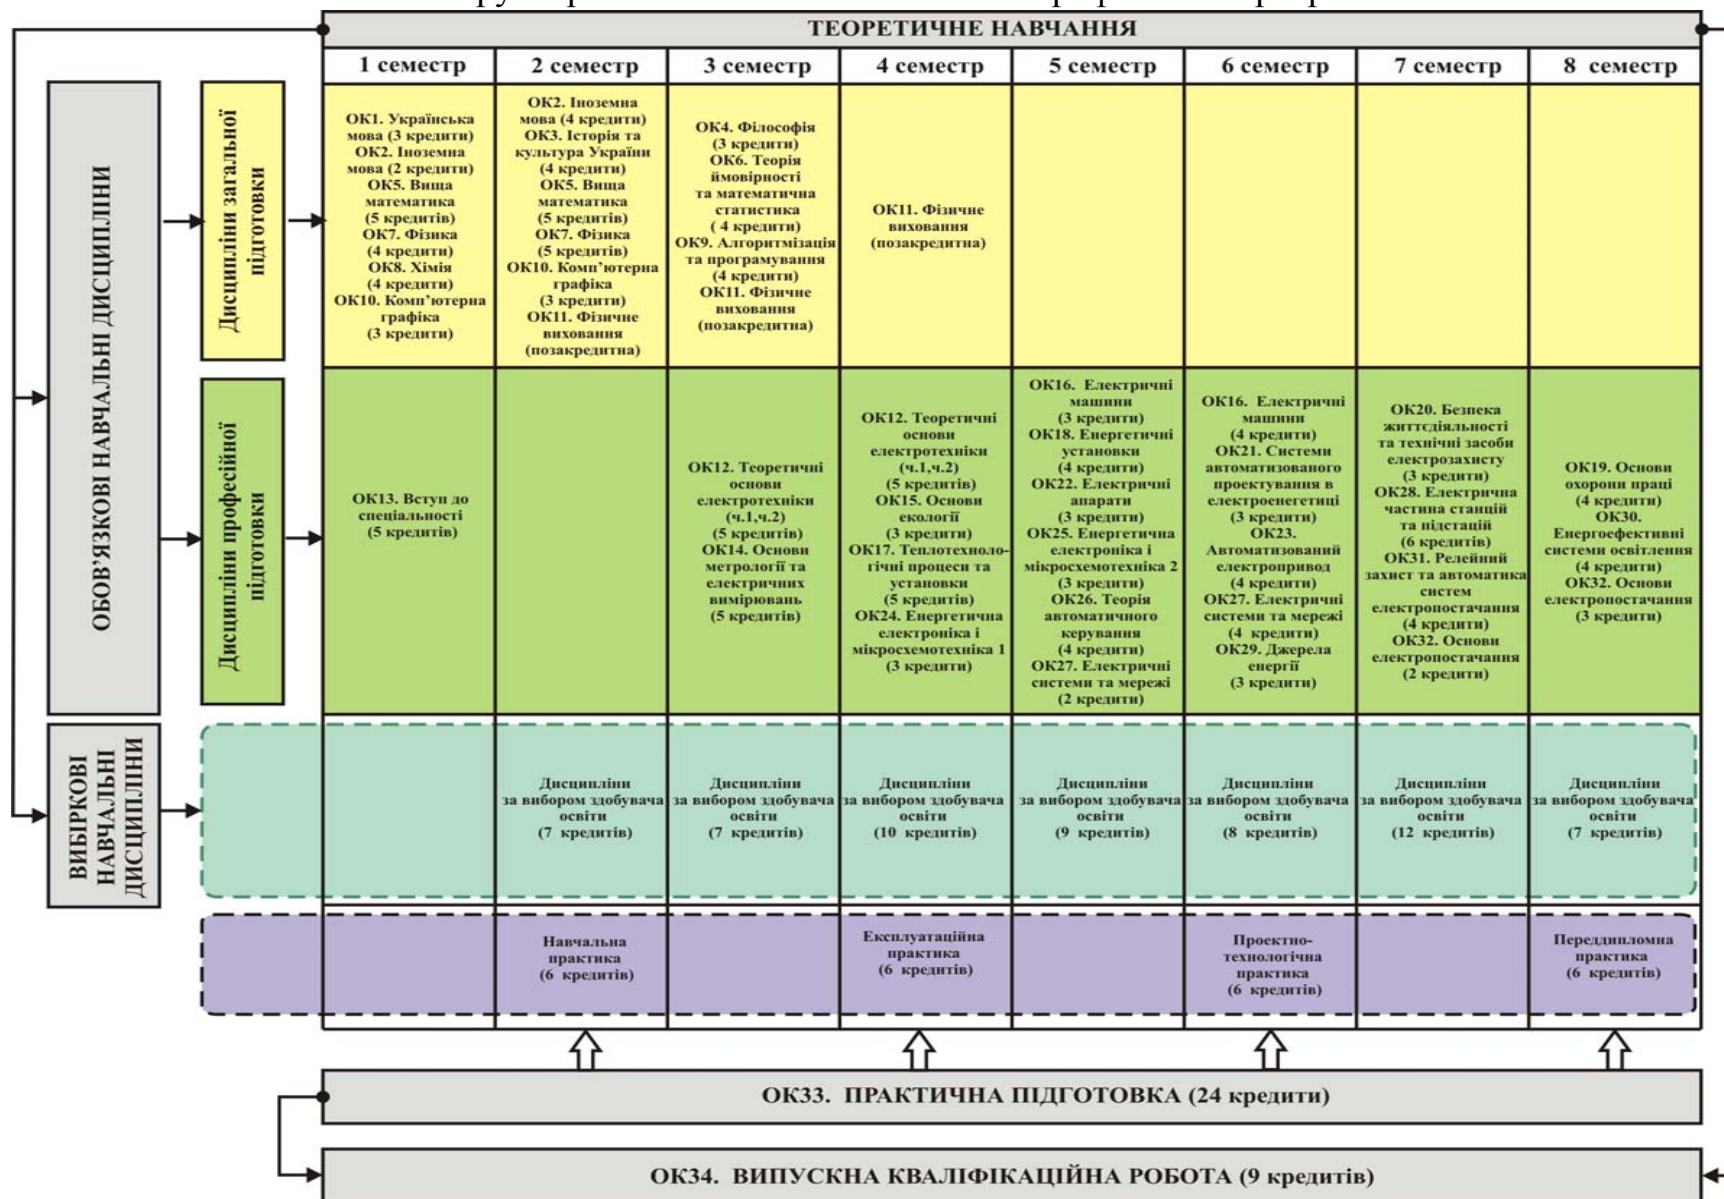 ТЕОРЕТИЧНЕ НАВЧАННЯ
1 семестр
2 семестр
3 семестр
4 семестр
5 семестр
6 семестр
7 семестр
8 семестр
ОБОВ'ЯЗКОВІ НАВЧАЛЬНІ ДИСЦИПЛІНИ
Дисципліни загальної
підготовки
ОК1. Українська
мова (3 кредити)
ОК2. Іноземна
мова (2 кредити)
ОК5. Вища
математика
(5 кредитів)
ОК7. Фізика
(4 кредити)
ОК8. Хімія
(4 кредити)
ОК10. Комп’ютерна
графіка
(3 кредити)
ОК2. Іноземна
мова (4 кредити)
ОК3. Історія та
культура України
(4 кредити)
ОК5. Вища
математика
(5 кредитів)
ОК7. Фізика
(5 кредитів)
ОК10. Комп’ютерна
графіка
(3 кредити)
ОК11. Фізичне
виховання
(позакредитна)
ОК4. Філософія
(3 кредити)
ОК6. Теорія
ймовірності
та математична
статистика
( 4 кредити)
ОК9. Алгоритмізація
та програмування
(4 кредити)
ОК11. Фізичне
виховання
(позакредитна)
ОК11. Фізичне
виховання
(позакредитна)
Дисципліни професійної
підготовки
ОК13. Вступ до
спеціальності
(5 кредитів)
ОК12. Теоретичні
основи
електротехніки
(ч.1,ч.2)
(5 кредитів)
ОК14. Основи
метрології та
електричних
вимірювань
(5 кредитів)
ОК12. Теоретичні
основи
електротехніки
(ч.1,ч.2)
(5 кредитів)
ОК15. Основи
екології
(3 кредити)
ОК17. Теплотехноло-
гічні процеси та
установки
(5 кредитів)
ОК24. Енергетична
електроніка і
мікросхемотехніка 1
(3 кредити)
ОК16. Електричні
машини
(3 кредити)
ОК18. Енергетичні
установки
(4 кредити)
ОК22. Електричні
апарати
(3 кредити)
ОК25. Енергетична
електроніка і
мікросхемотехніка 2
(3 кредити)
ОК26. Теорія
автоматичного
керування
(4 кредити)
ОК27. Електричні
системи та мережі
(2 кредити)
ОК16. Електричні
машини
(4 кредити)
ОК21. Системи
автоматизованого
проектування в
електроенегетиці
(3 кредити)
ОК23.
Автоматизований
електропривод
(4 кредити)
ОК27. Електричні
системи та мережі
(4 кредити)
ОК29. Джерела
енергії
(3 кредити)
ОК20. Безпека
життєдіяльності
та технічні засоби
електрозахисту
(3 кредити)
ОК28. Електрична
частина станцій
та підстацій
(6 кредитів)
ОК31. Релейний
захист та автоматика
систем
електропостачання
(4 кредити)
ОК32. Основи
електропостачання
(2 кредити)
ОК19. Основи
охорони праці
(4 кредити)
ОК30.
Енергоефективні
системи освітлення
(4 кредити)
ОК32. Основи
електропостачання
(3 кредити)
ВИБІРКОВІ
НАВЧАЛЬНІ
ДИСЦИПЛІНИ
Дисципліни
за вибором здобувача
освіти
(7 кредитів)
Дисципліни
за вибором здобувача
освіти
(7 кредитів)
Дисципліни
за вибором здобувача
освіти
(10 кредитів)
Дисципліни
за вибором здобувача
освіти
(9 кредитів)
Дисципліни
за вибором здобувача
освіти
(8 кредитів)
Дисципліни
за вибором здобувача
освіти
(12 кредитів)
Дисципліни
за вибором здобувача
освіти
(7 кредитів)
Навчальна
практика
(6 кредитів)
Експлуатаційна
практика
(6 кредитів)
Проектно-
технологічна
практика
(6 кредитів)
Переддипломна
практика
(6 кредитів)
ОК33. ПРАКТИЧНА ПІДГОТОВКА (24 кредити)
ОК34. ВИПУСКНА КВАЛІФІКАЦІЙНА РОБОТА (9 кредитів)